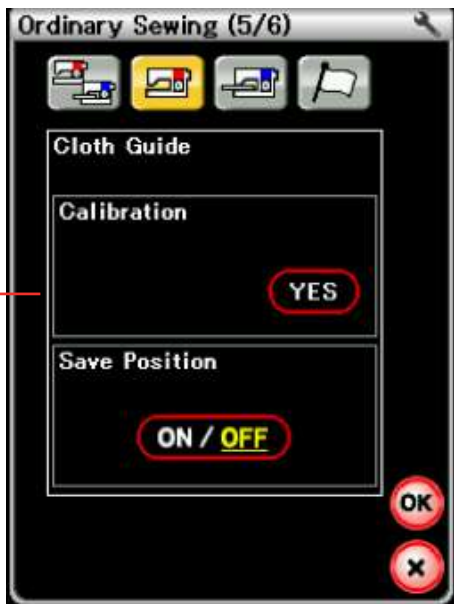 Ordinary Sewing (5/6)
Cloth Guide
Calibration
YES
Save Position
ON / OFF
OK
×